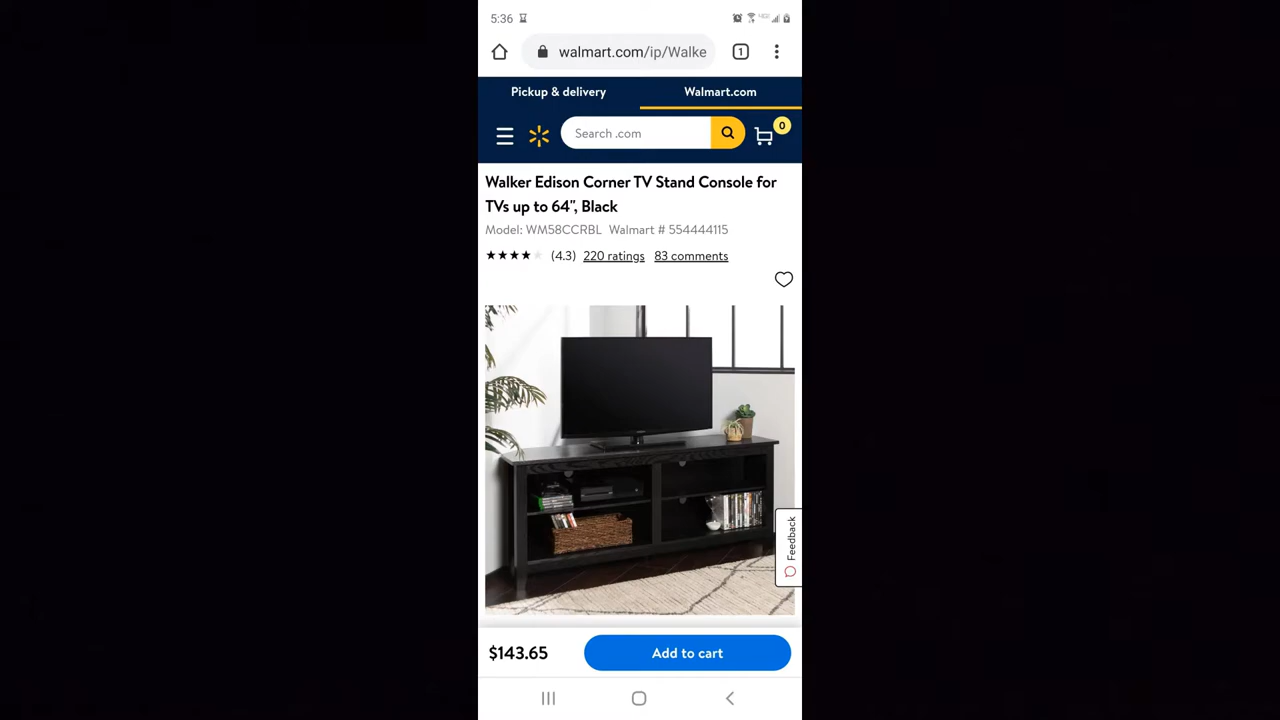 5:36
walmart.com/ip/Walke
1
Pickup & delivery
Walmart.com
Search .com
0
Walker Edison Corner TV Stand Console for
TVs up to 64", Black
Model: WM58CCRBL Walmart # 554444115
(4.3) 220 ratings 83 comments
Feedback
$143.65
Add to cart